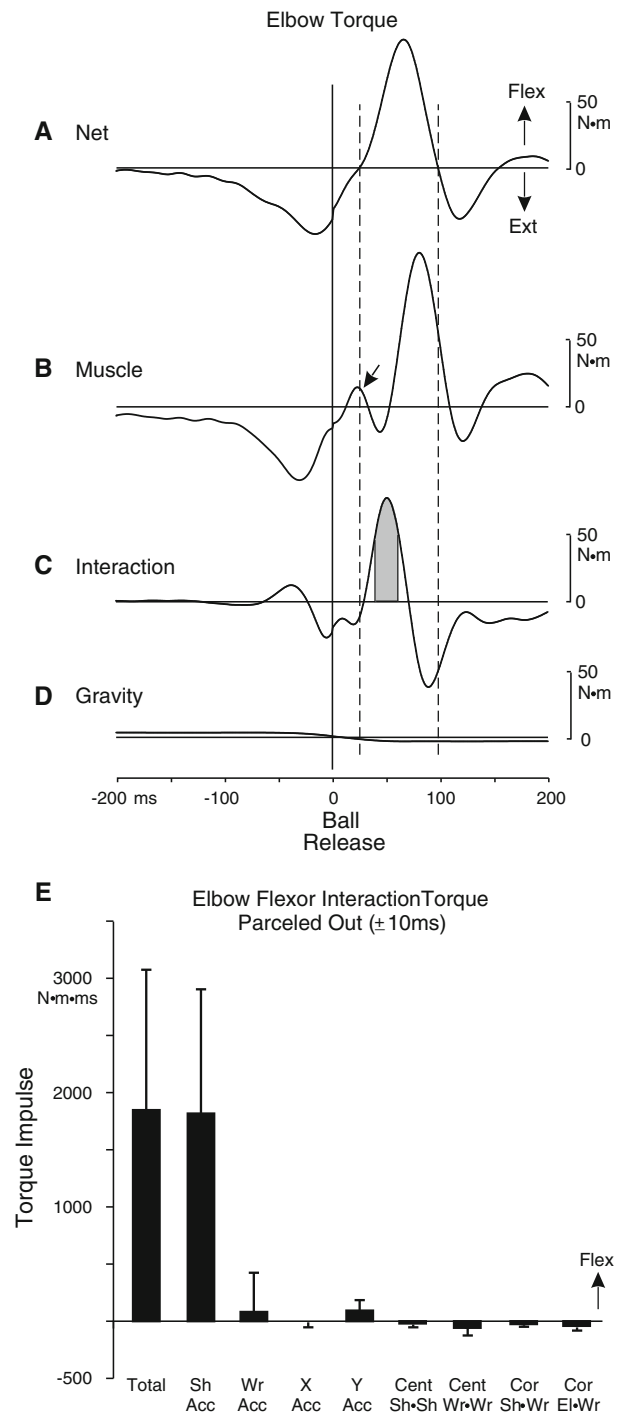 Elbow Torque
A Net
Flex
50
N•m
0
Ext
B Muscle
50
N•m
0
C Interaction
50
N•m
0
D Gravity
50
N•m
0
-200 ms -100 0 100 200
Ball
Release
E
Elbow Flexor InteractionTorque
Parceled Out (±10ms)
3000
N•m•ms
2000
1000
-500
Torque Impulse
Flex
Total Sh Wr X Y Cent Cent Cor Cor
Acc Acc Acc Acc Sh•Sh Wr•Wr Sh•Wr El•Wr